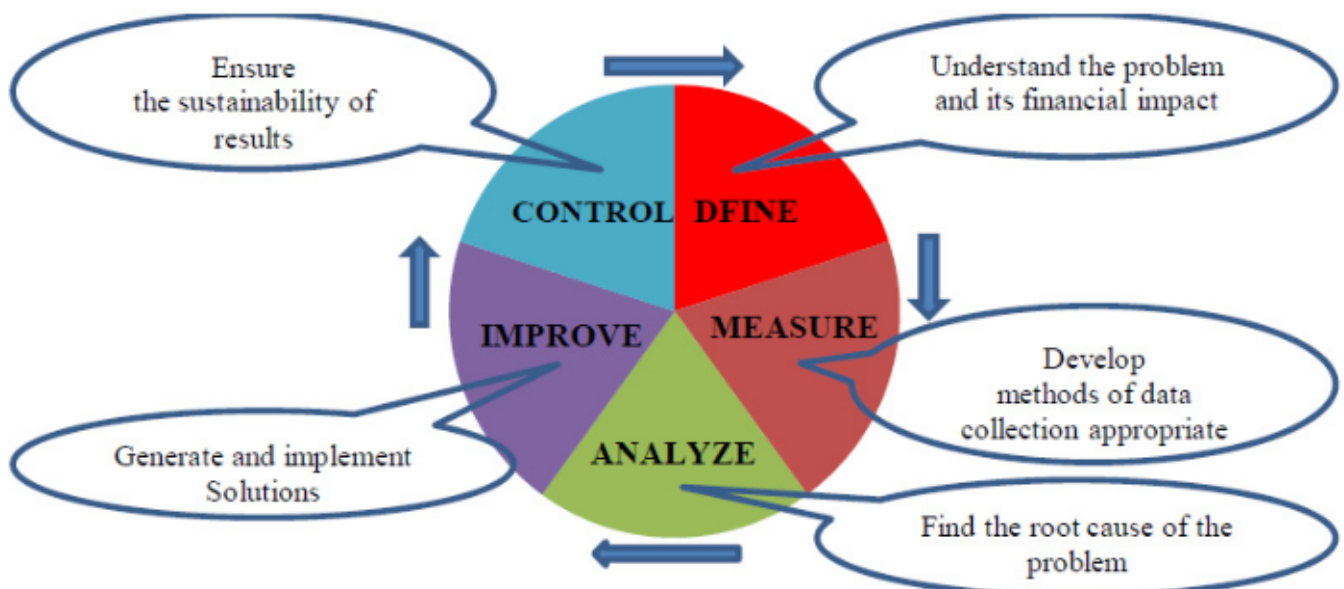 Ensure
the sustainability of
results
Understand the problem
and its financial impact
CONTROL
DFINE
IMPROVE
MEASURE
Develop
methods of data
collection appropriate
Generate and implement
Solutions
ANALYZE
Find the root cause of the
problem